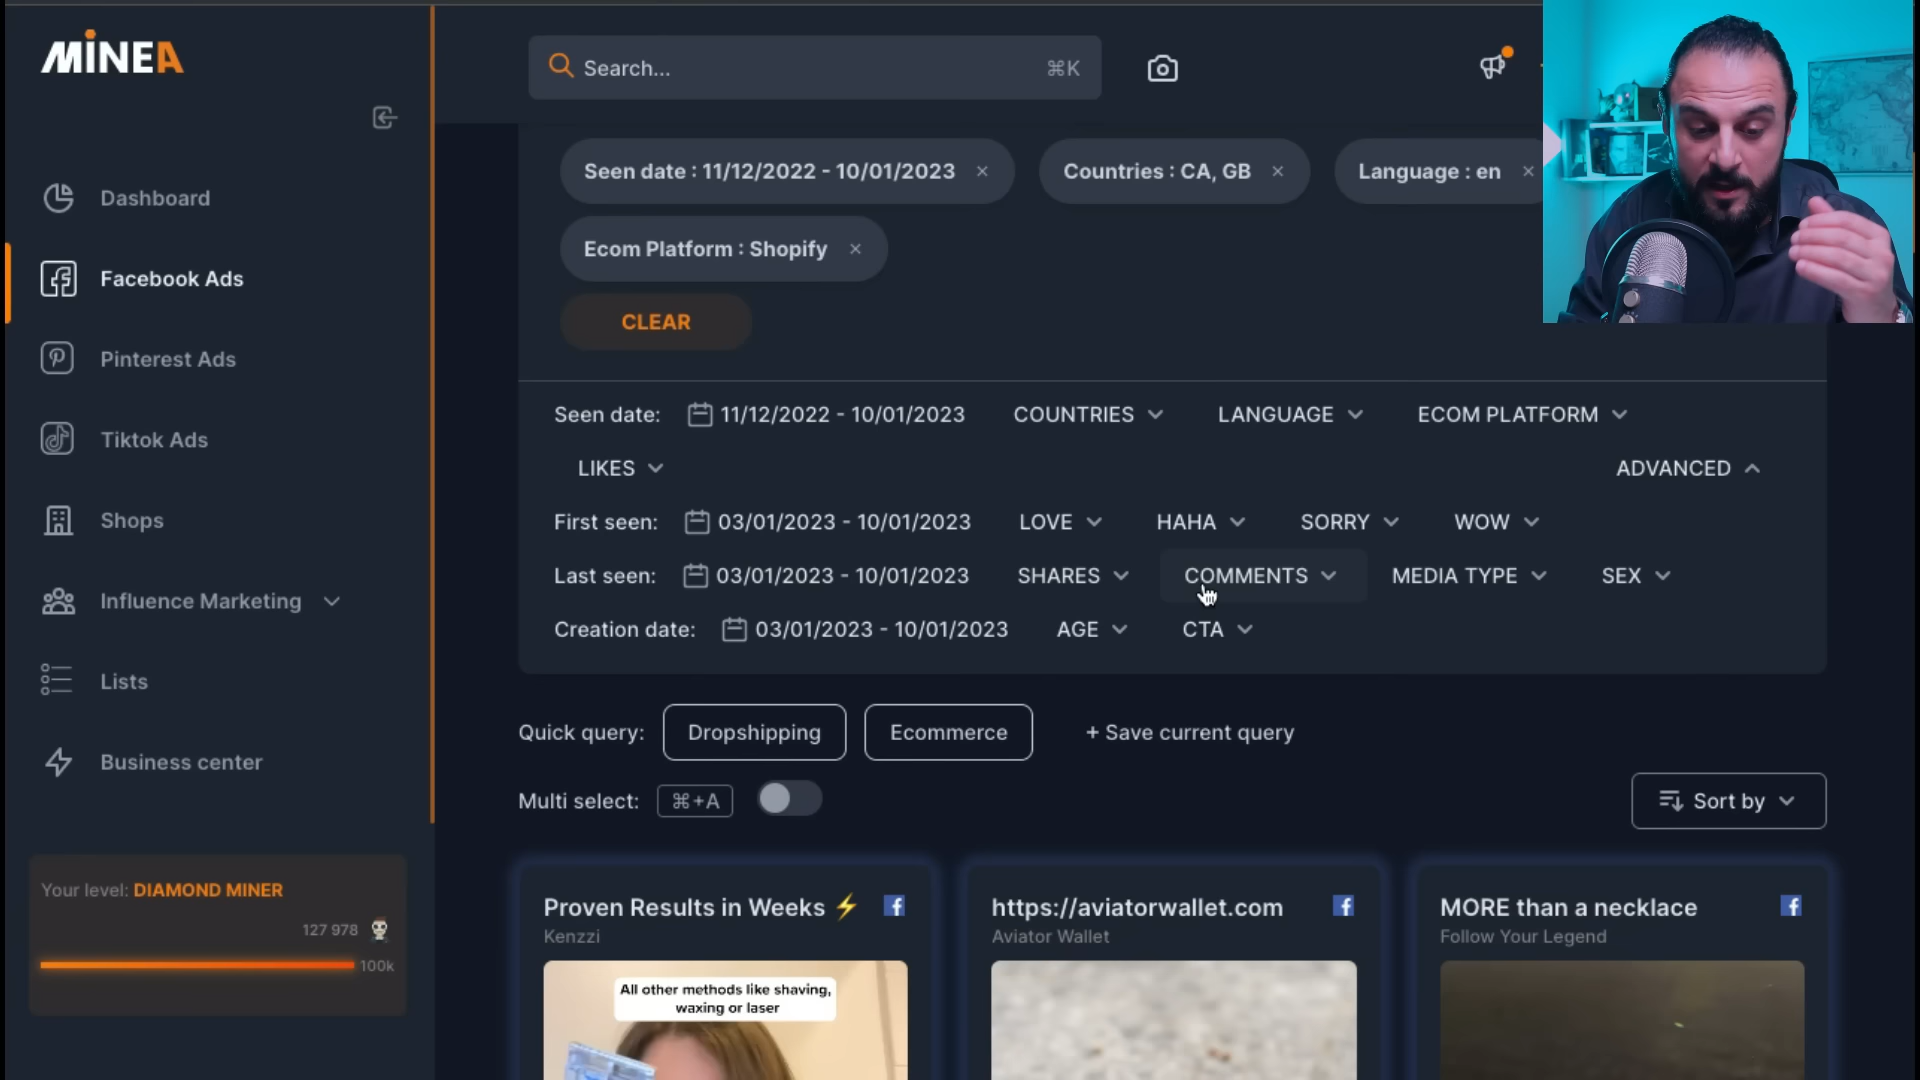 MINEA
Search...
⌘K
Dashboard
Facebook Ads
Pinterest Ads
Tiktok Ads
Shops
Influence Marketing
Lists
Business center
Your level: DIAMOND MINER
127 978
100k
Seen date : 11/12/2022 - 10/01/2023 ×
Countries : CA, GB ×
Language : en ×
Ecom Platform : Shopify ×
CLEAR
Seen date: 11/12/2022 - 10/01/2023 COUNTRIES LANGUAGE ECOM PLATFORM
LIKES ADVANCED
First seen: 03/01/2023 - 10/01/2023 LOVE HAHA SORRY WOW
Last seen: 03/01/2023 - 10/01/2023 SHARES COMMENTS MEDIA TYPE SEX
Creation date: 03/01/2023 - 10/01/2023 AGE CTA
Quick query: Dropshipping Ecommerce + Save current query
Multi select: ⌘+A
Sort by
Proven Results in Weeks ⚡
Kenzzi
All other methods like shaving,
waxing or laser
https://aviatorwallet.com
Aviator Wallet
MORE than a necklace
Follow Your Legend